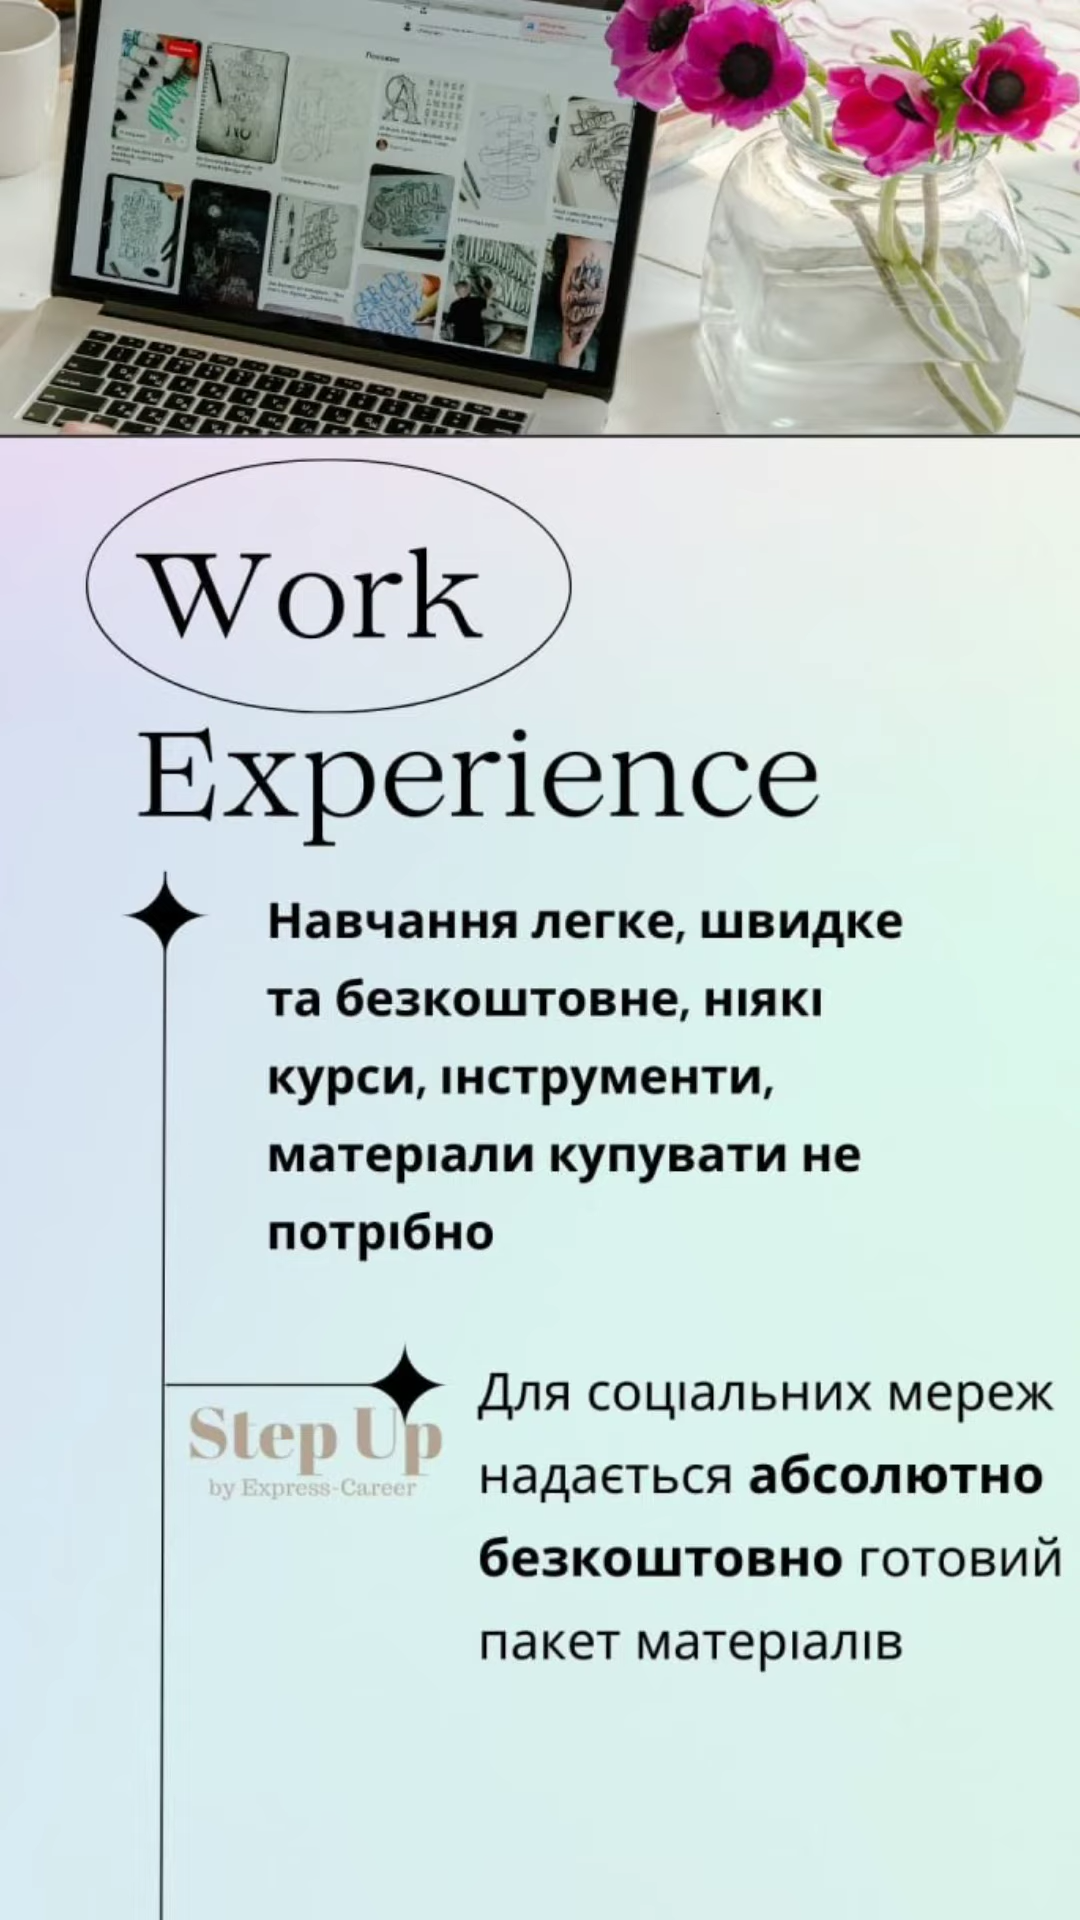 Похожие
Work
Experience
Навчання легке, швидке
та безкоштовне, ніякі
курси, інструменти,
матеріали купувати не
потрібно
Для соціальних мереж
надається абсолютно
безкоштовно готовий
пакет матеріалів
Step Up
by Express-Career